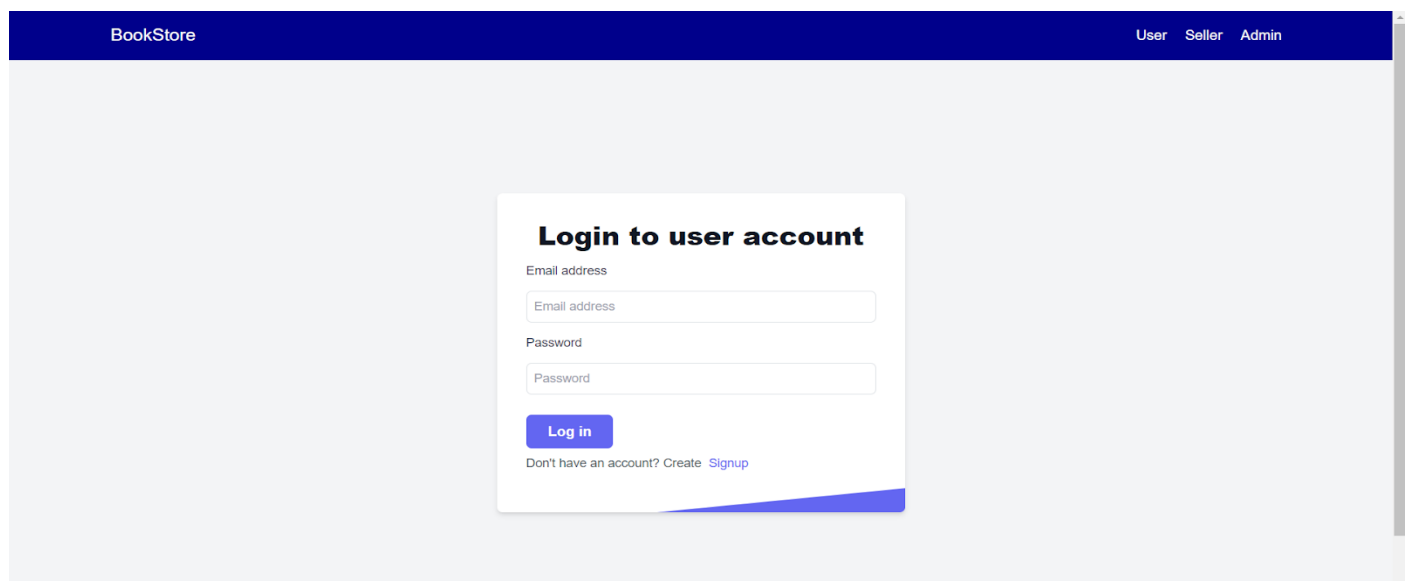 BookStore User Seller Admin
Login to user account
Email address
Email address
Password
Password
Log in
Don't have an account? Create Signup